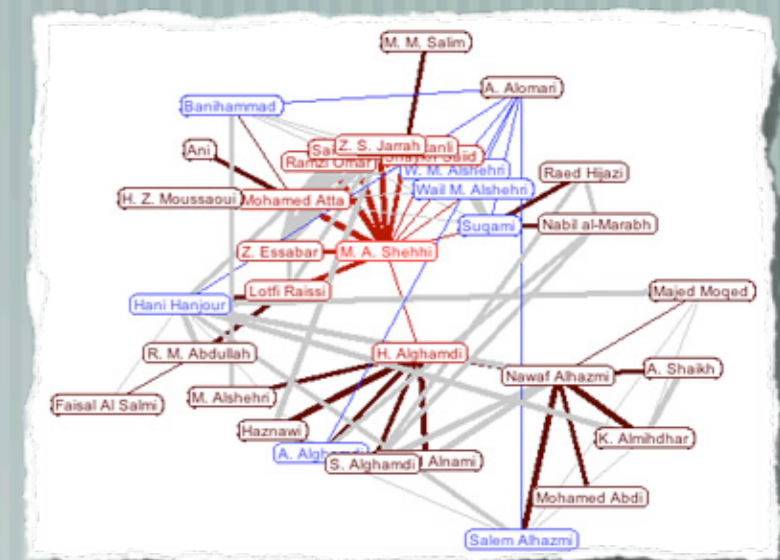 M. M. Salim
A. Alomari
Banihammad
Z. S. Jarrah
Ani
Ramzi Omar
W. M. Alshehri
Raed Hijazi
Wail M. Alshehri
H. Z. Moussaoui
Mohamed Atta
Suqami
Nabil al-Marabh
Z. Essabar
M. A. Shehhi
Lotfi Raissi
Majed Moqed
Hani Hanjour
R. M. Abdullah
H. Alghamdi
A. Shaikh
Nawaf Alhazmi
M. Alshehri
Faisal Al Salmi
Haznawi
K. Almihdhar
A.
S. Alghamdi
Alnami
Mohamed Abdi
Salem Alhazmi